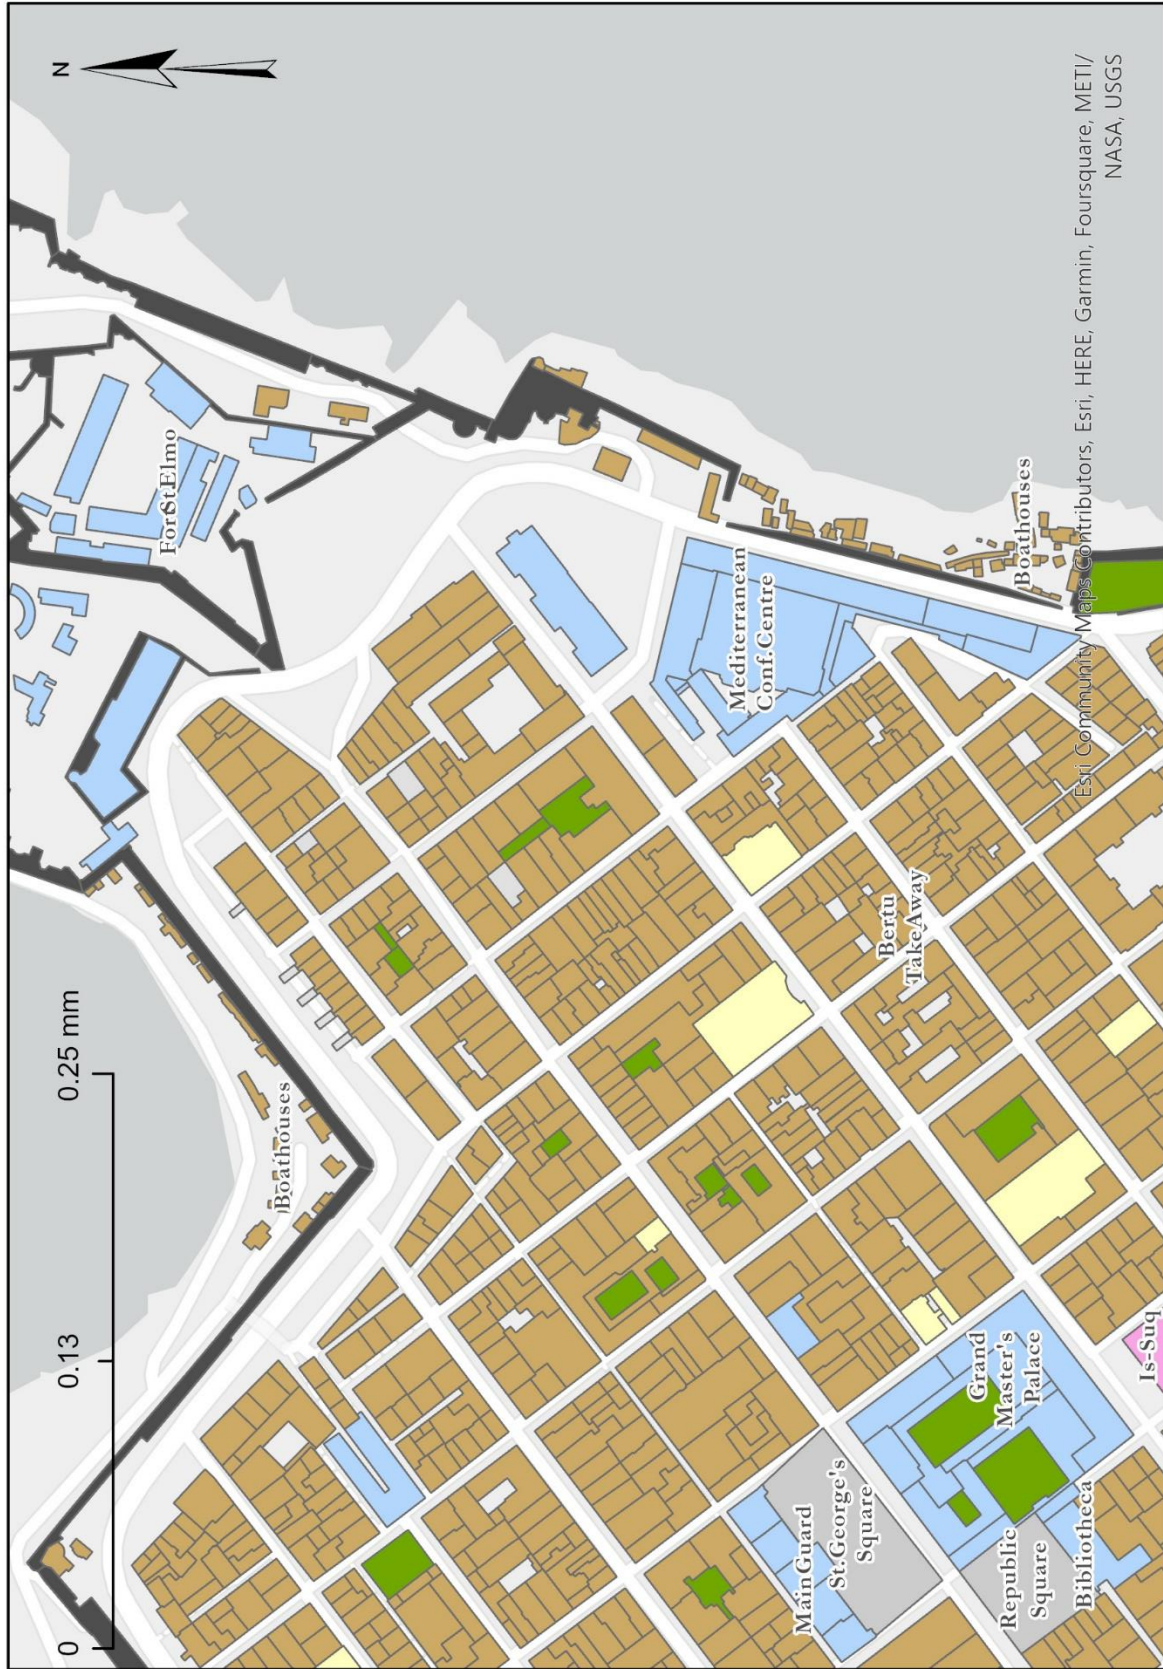 N
0 0.13 0.25 mm
Boathouses
Fort St.Elmo
Mediterranean
Conf.Centre
Boathouses
Bertu
TakeAway
MainGuard
St.George's
Square
Grand
Master's
Palace
Republic
Square
Bibliotheca
Is-Suq
Esri Community Maps Contributors, Esri, HERE, Garmin, Foursquare, METI/
NASA, USGS